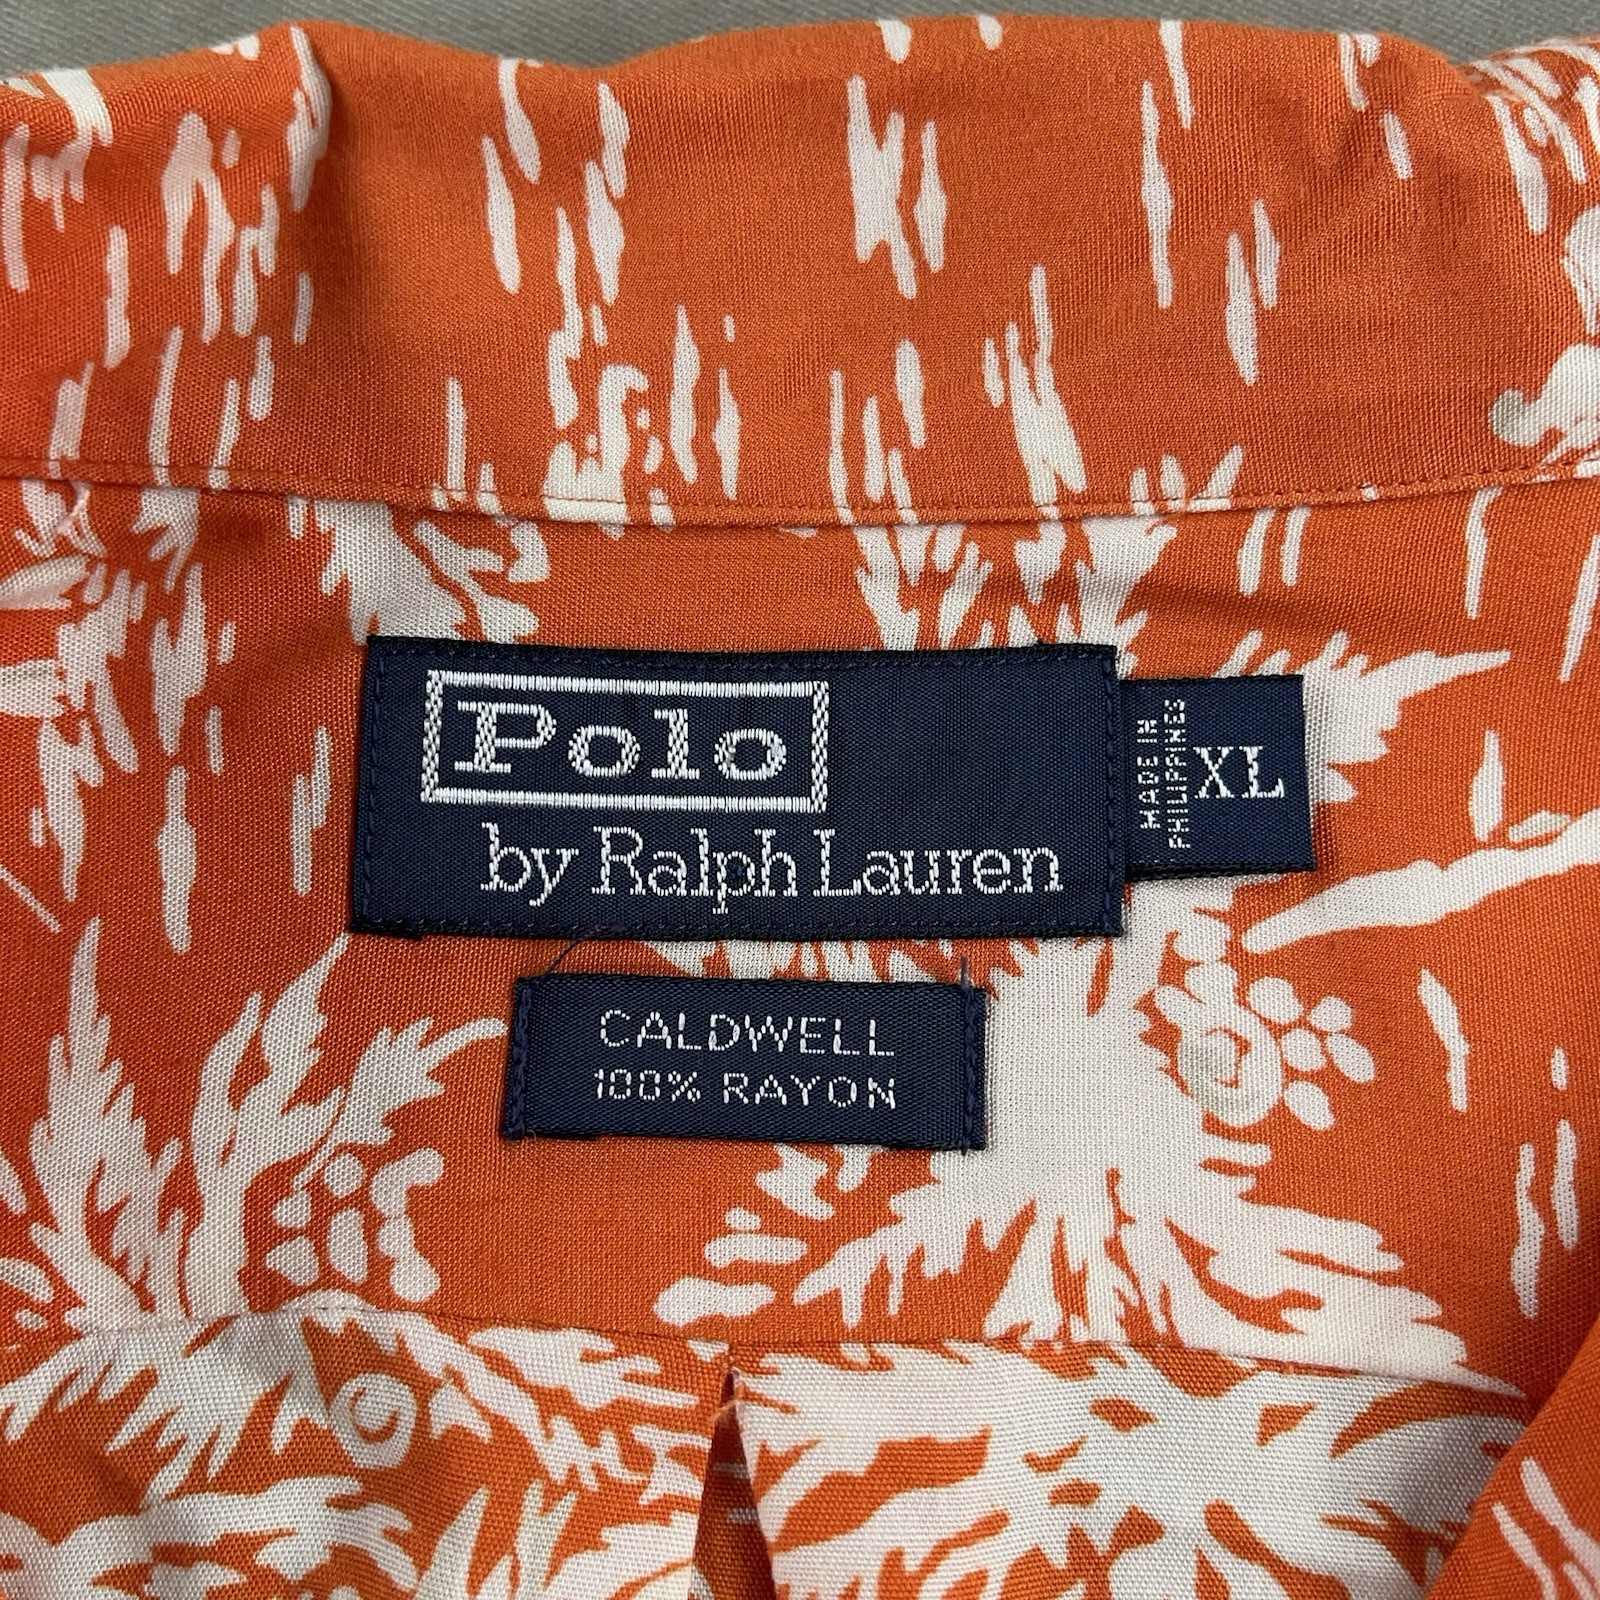 Polo
by Ralph Lauren
MADE IN
PHILIPPINES
XL
CALDWELL
100% RAYON